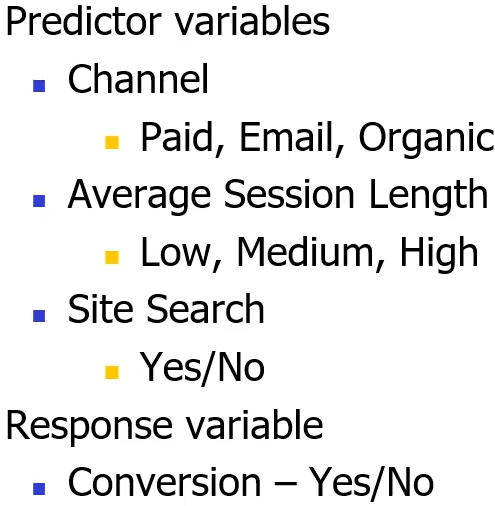 Predictor variables
Channel
Paid, Email, Organic
Average Session Length
Low, Medium, High
Site Search
Yes/No
Response variable
Conversion – Yes/No